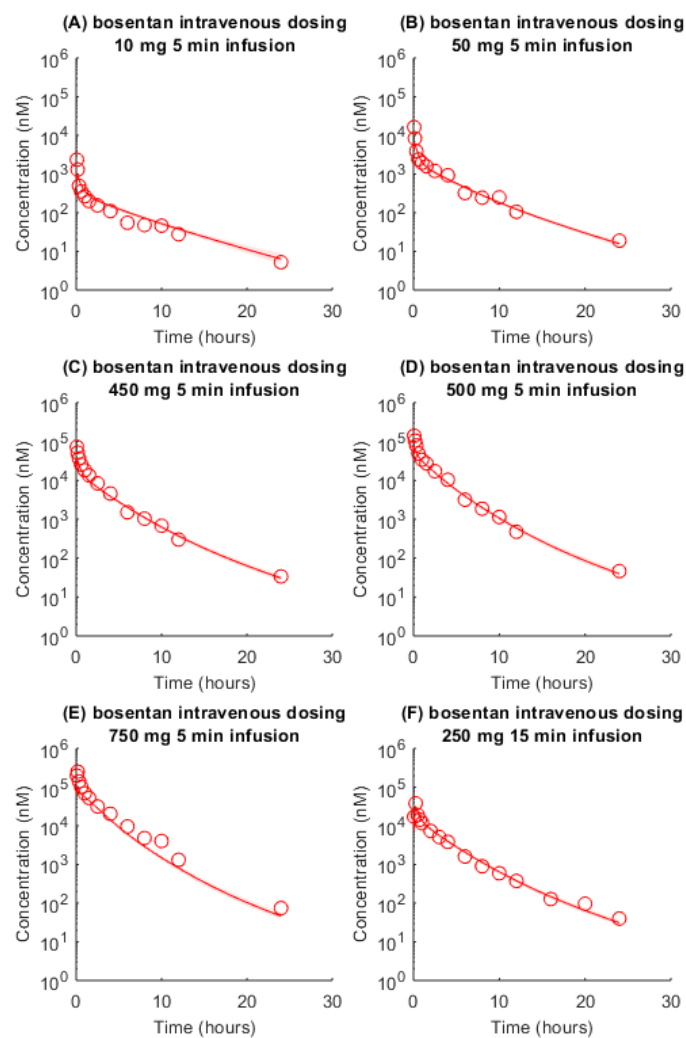 (A) bosentan intravenous dosing
10 mg 5 min infusion
10^6
10^5
10^4
10^3
10^2
10^1
10^0
Concentration (nM)
0 10 20 30
Time (hours)
(B) bosentan intravenous dosing
50 mg 5 min infusion
10^6
10^5
10^4
10^3
10^2
10^1
10^0
Concentration (nM)
0 10 20 30
Time (hours)
(C) bosentan intravenous dosing
450 mg 5 min infusion
10^6
10^5
10^4
10^3
10^2
10^1
10^0
Concentration (nM)
0 10 20 30
Time (hours)
(D) bosentan intravenous dosing
500 mg 5 min infusion
10^6
10^5
10^4
10^3
10^2
10^1
10^0
Concentration (nM)
0 10 20 30
Time (hours)
(E) bosentan intravenous dosing
750 mg 5 min infusion
10^6
10^5
10^4
10^3
10^2
10^1
10^0
Concentration (nM)
0 10 20 30
Time (hours)
(F) bosentan intravenous dosing
250 mg 15 min infusion
10^6
10^5
10^4
10^3
10^2
10^1
10^0
Concentration (nM)
0 10 20 30
Time (hours)